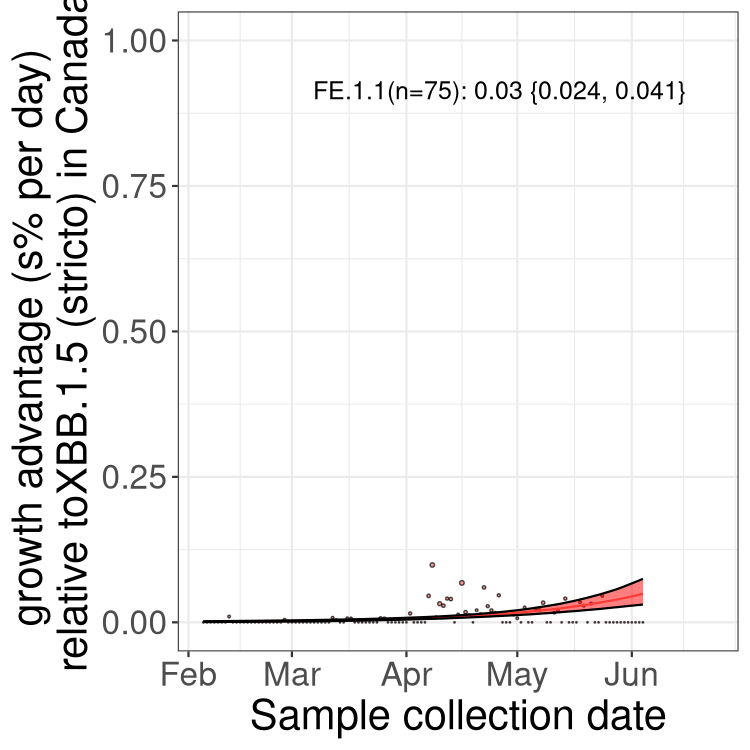 growth advantage (s% per day)
relative toXBB.1.5 (stricto) in Canada
1.00
0.75
0.50
0.25
0.00
FE.1.1(n=75): 0.03 {0.024, 0.041}
Feb Mar Apr May Jun
Sample collection date